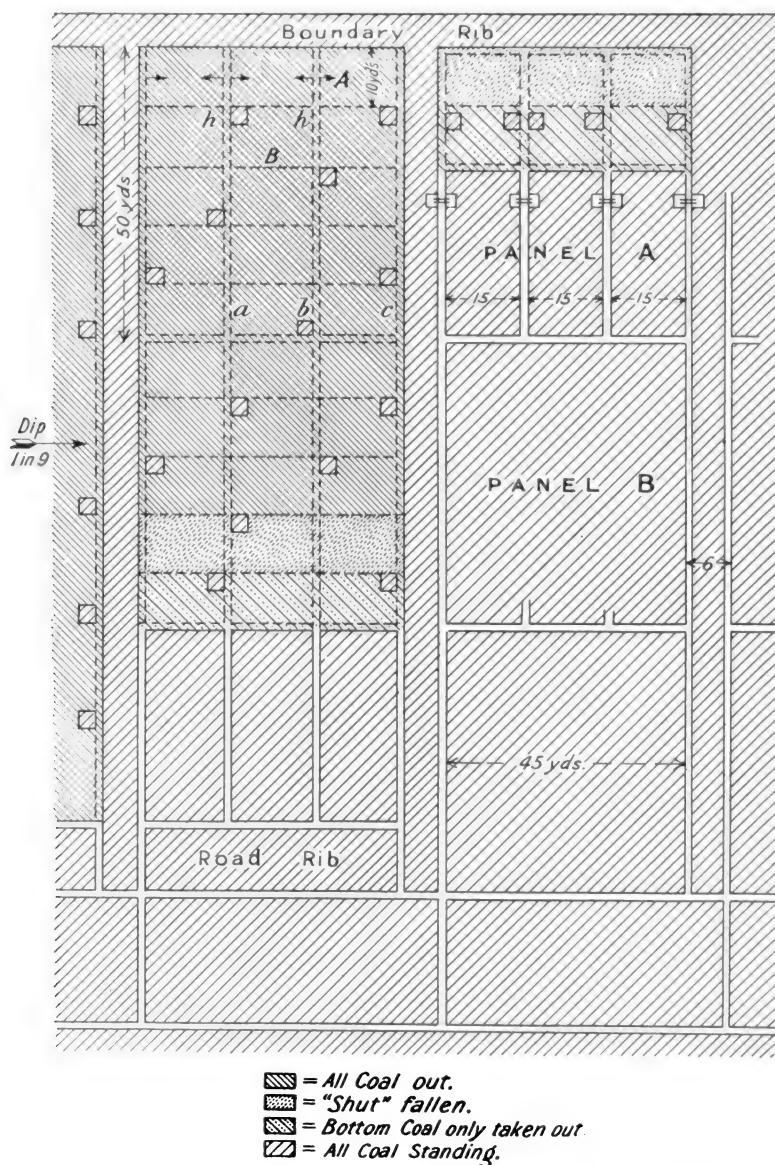 Boundary Rib
A
10 yds
h
h
B
50 yds
PANEL A
15
15
15
a
b
c
Dip
1 in 9
PANEL B
6
45 yds.
Road Rib
= All Coal out.
= "Shut" fallen.
= Bottom Coal only taken out
= All Coal Standing.